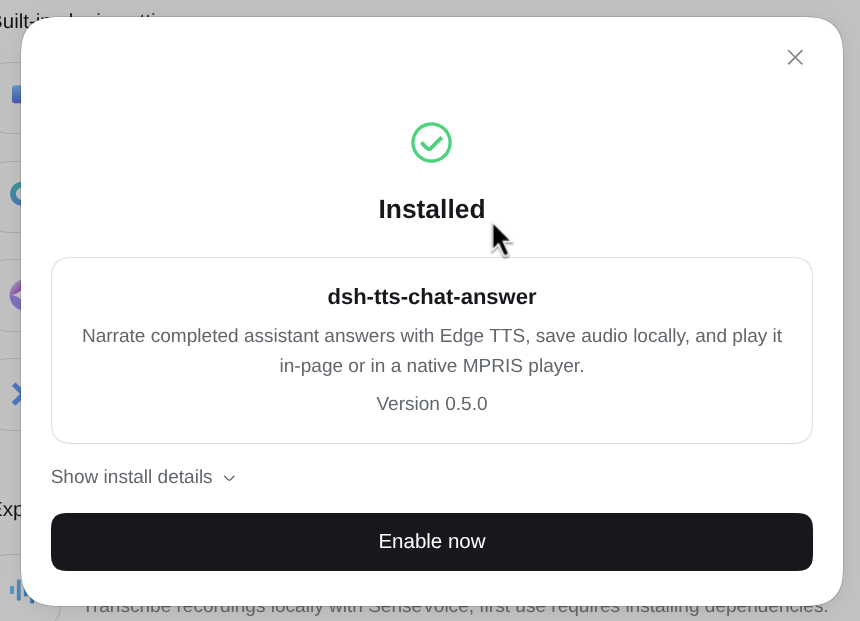 Installed
dsh-tts-chat-answer
Narrate completed assistant answers with Edge TTS, save audio locally, and play it
in-page or in a native MPRIS player.
Version 0.5.0
Show install details
Enable now
Transcribe recordings locally with SenseVoice, first use requires installing dependencies.